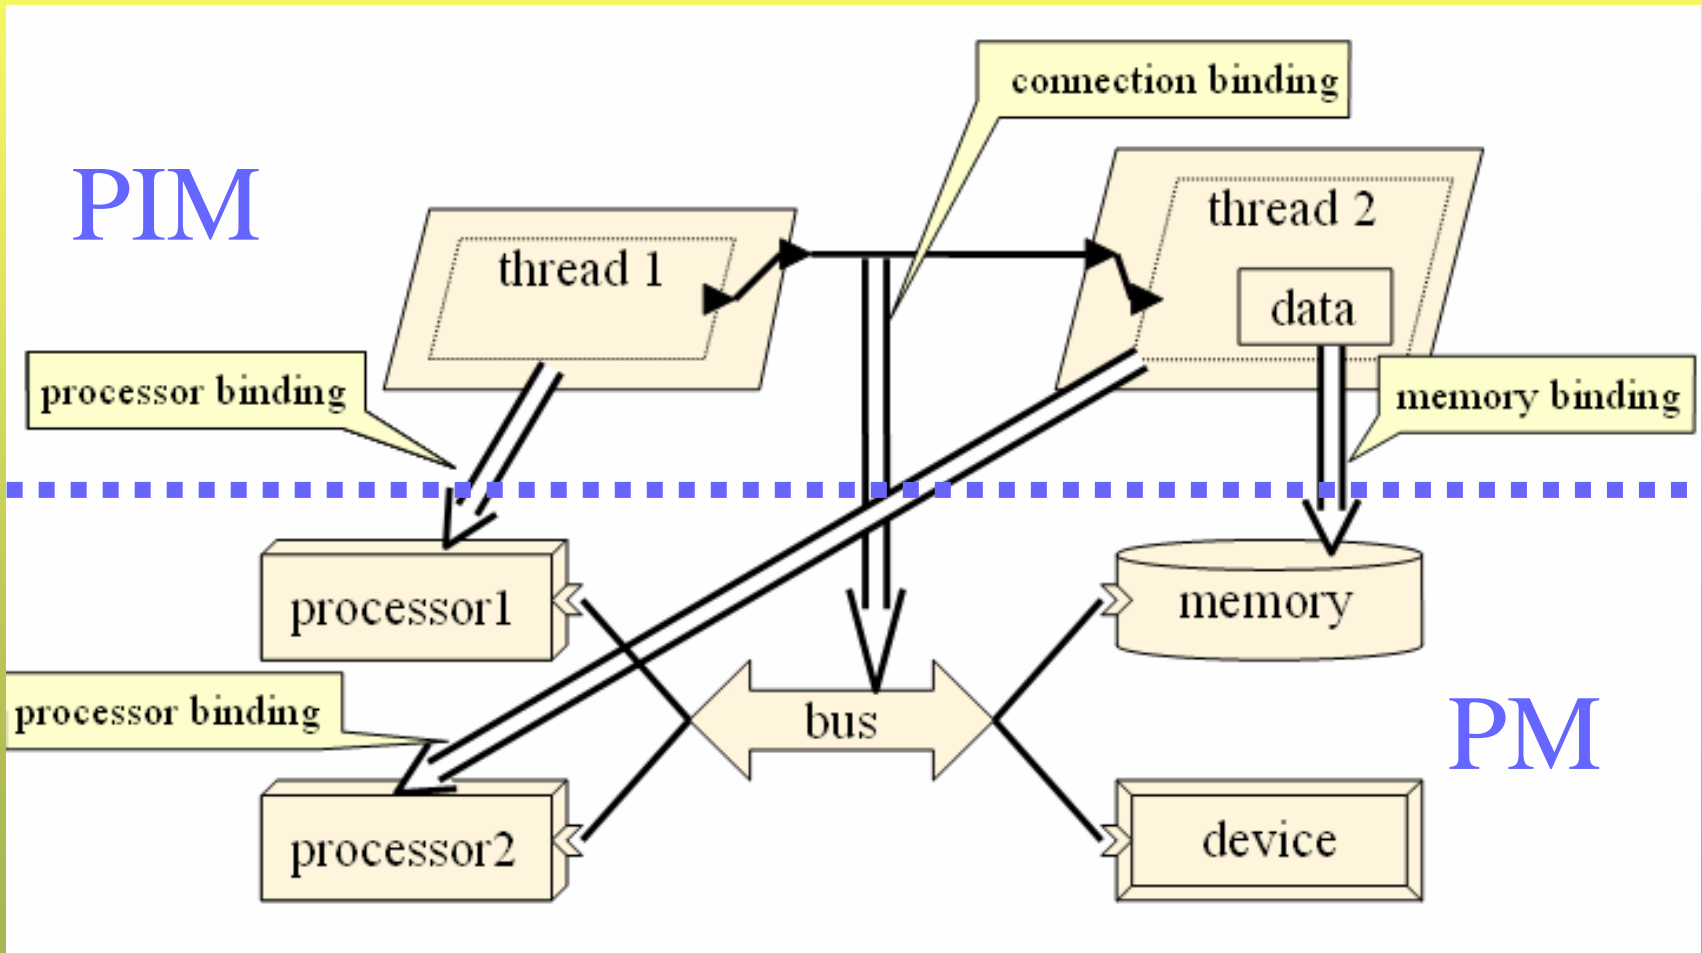 connection binding
PIM
thread 2
thread 1
data
processor binding
memory binding
processor1
memory
processor binding
bus
PM
processor2
device